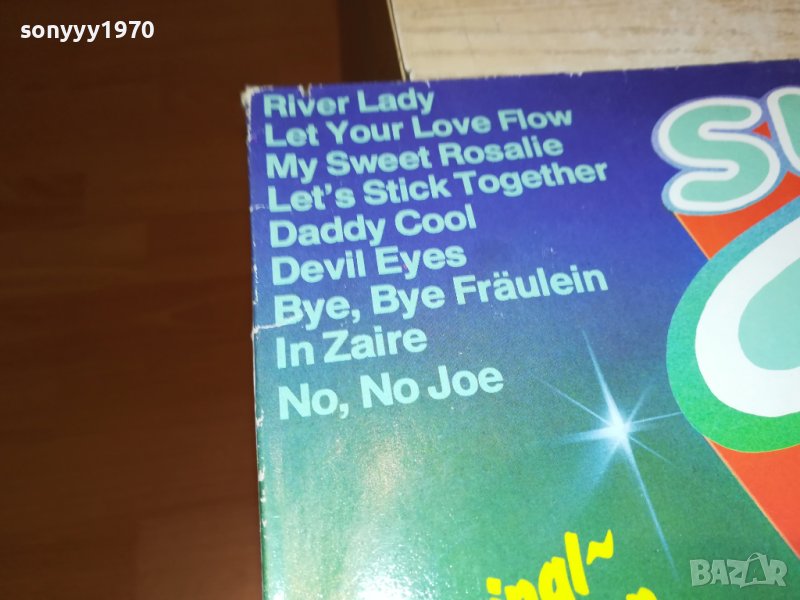 sonyyy1970
River Lady
Let Your Love Flow
My Sweet Rosalie
Let's Stick Together
Daddy Cool
Devil Eyes
Bye, Bye Fräulein
In Zaire
No, No Joe
BAZAR